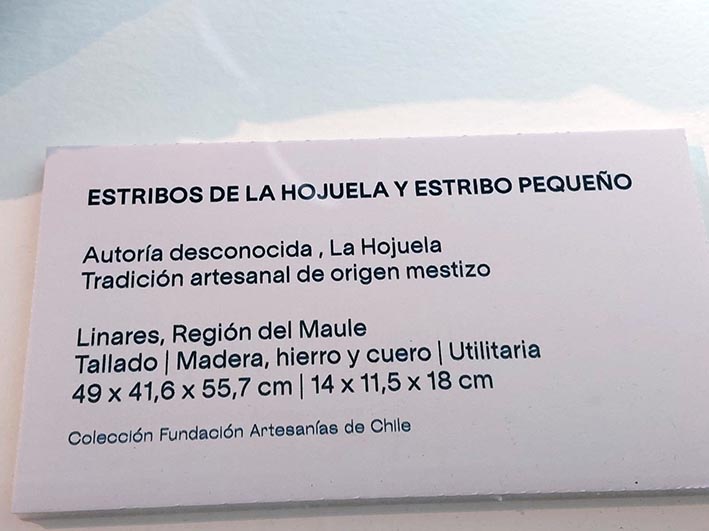 ESTRIBOS DE LA HOJUELA Y ESTRIBO PEQUEÑO
Autoría desconocida , La Hojuela
Tradición artesanal de origen mestizo
Linares, Región del Maule
Tallado | Madera, hierro y cuero | Utilitaria
49 x 41,6 x 55,7 cm | 14 x 11,5 x 18 cm
Colección Fundación Artesanías de Chile